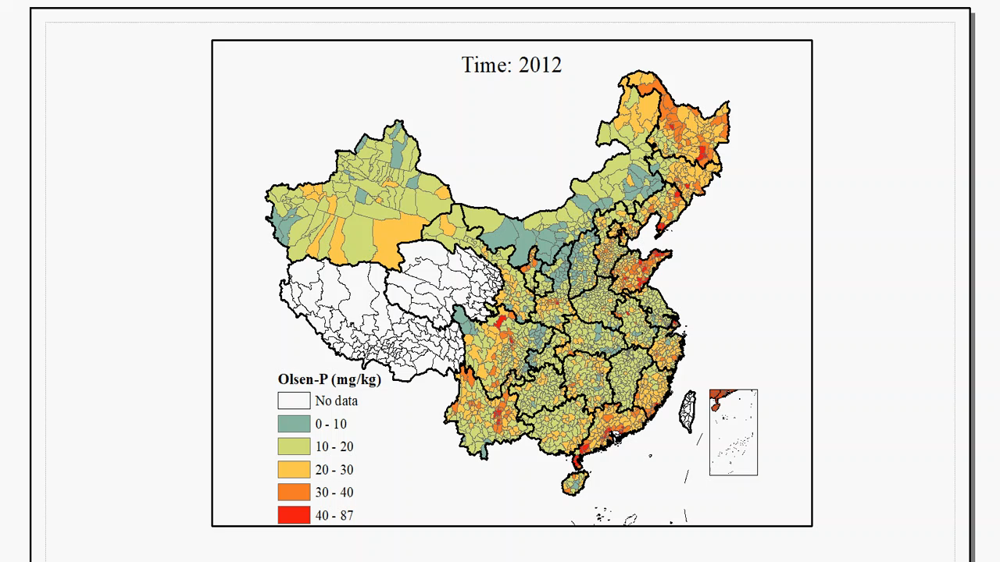 Time: 2012
Olsen-P (mg/kg)
No data
0 - 10
10 - 20
20 - 30
30 - 40
40 - 87